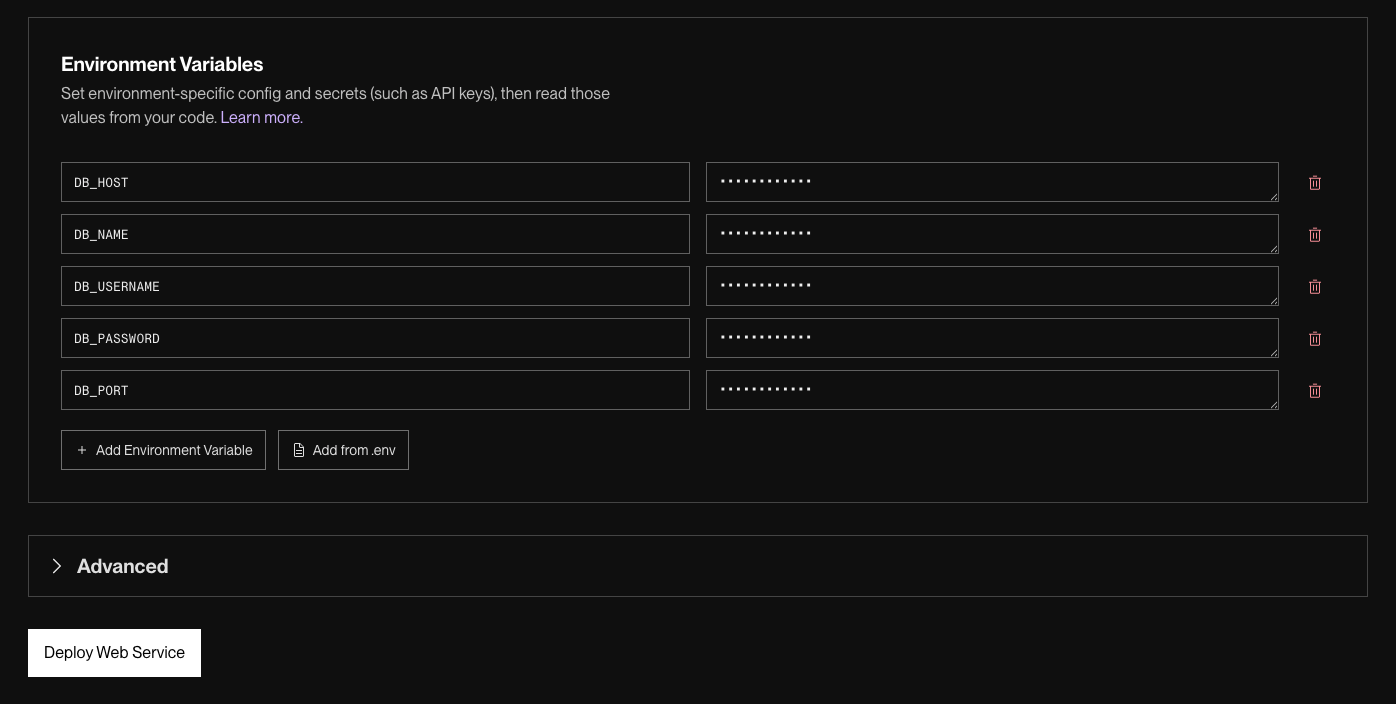 Environment Variables
Set environment-specific config and secrets (such as API keys), then read those
values from your code. Learn more.
DB_HOST ••••••••••••
DB_NAME ••••••••••••
DB_USERNAME ••••••••••••
DB_PASSWORD ••••••••••••
DB_PORT ••••••••••••
+ Add Environment Variable Add from .env
Advanced
Deploy Web Service